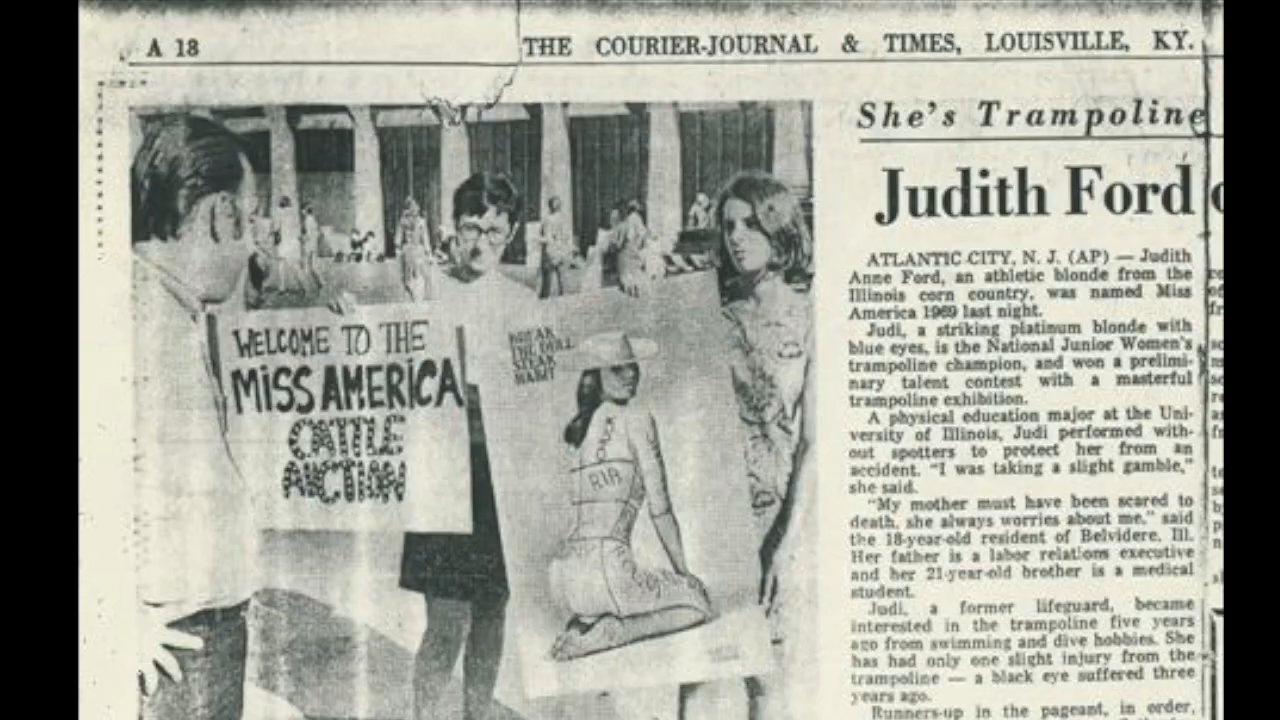 A 18
THE COURIER-JOURNAL & TIMES, LOUISVILLE, KY.
WELCOME TO THE
MISS AMERICA
CATTLE
AUCTION
BREAK
THE DULL
STEAK
HABIT
RIB
She's Trampoline
Judith Ford
ATLANTIC CITY, N. J. (AP) — Judith
Anne Ford, an athletic blonde from the
Illinois corn country, was named Miss
America 1969 last night.
Judi, a striking platinum blonde with
blue eyes, is the National Junior Women's
trampoline champion, and won a prelimi-
nary talent contest with a masterful
trampoline exhibition.
A physical education major at the Uni-
versity of Illinois, Judi performed with-
out spotters to protect her from an
accident. "I was taking a slight gamble,"
she said.
"My mother must have been scared to
death, she always worries about me," said
the 18-year-old resident of Belvidere, Ill.
Her father is a labor relations executive
and her 21-year-old brother is a medical
student.
Judi, a former lifeguard, became
interested in the trampoline five years
ago from swimming and dive hobbies. She
has had only one slight injury from the
trampoline — a black eye suffered three
years ago.
Runners-up in the pageant, in order,